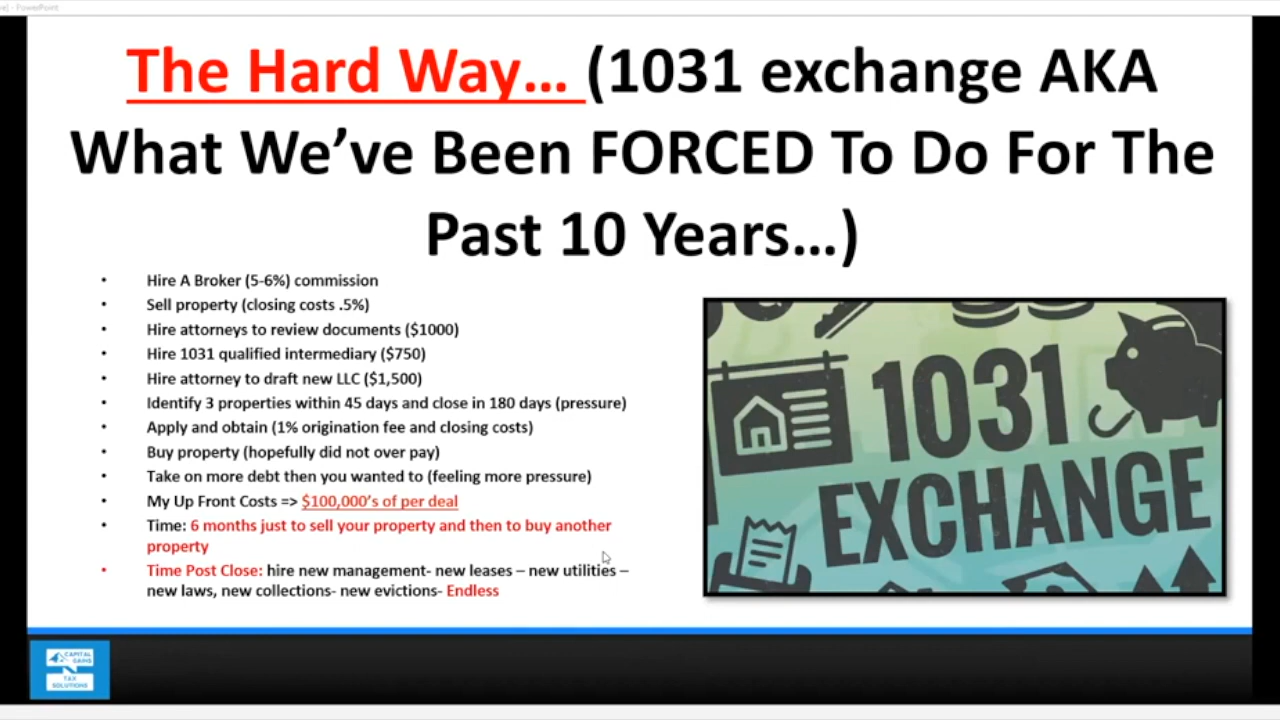 - PowerPoint
The Hard Way... (1031 exchange AKA
What We've Been FORCED To Do For The
Past 10 Years...)
• Hire A Broker (5-6%) commission
• Sell property (closing costs .5%)
• Hire attorneys to review documents ($1000)
• Hire 1031 qualified intermediary ($750)
• Hire attorney to draft new LLC ($1,500)
• Identify 3 properties within 45 days and close in 180 days (pressure)
• Apply and obtain (1% origination fee and closing costs)
• Buy property (hopefully did not over pay)
• Take on more debt then you wanted to (feeling more pressure)
• My Up Front Costs => $100,000's of per deal
• Time: 6 months just to sell your property and then to buy another
property
• Time Post Close: hire new management- new leases – new utilities –
new laws, new collections- new evictions- Endless
1031
EXCHANGE
CAPITAL
GAINS
TAX
SOLUTIONS